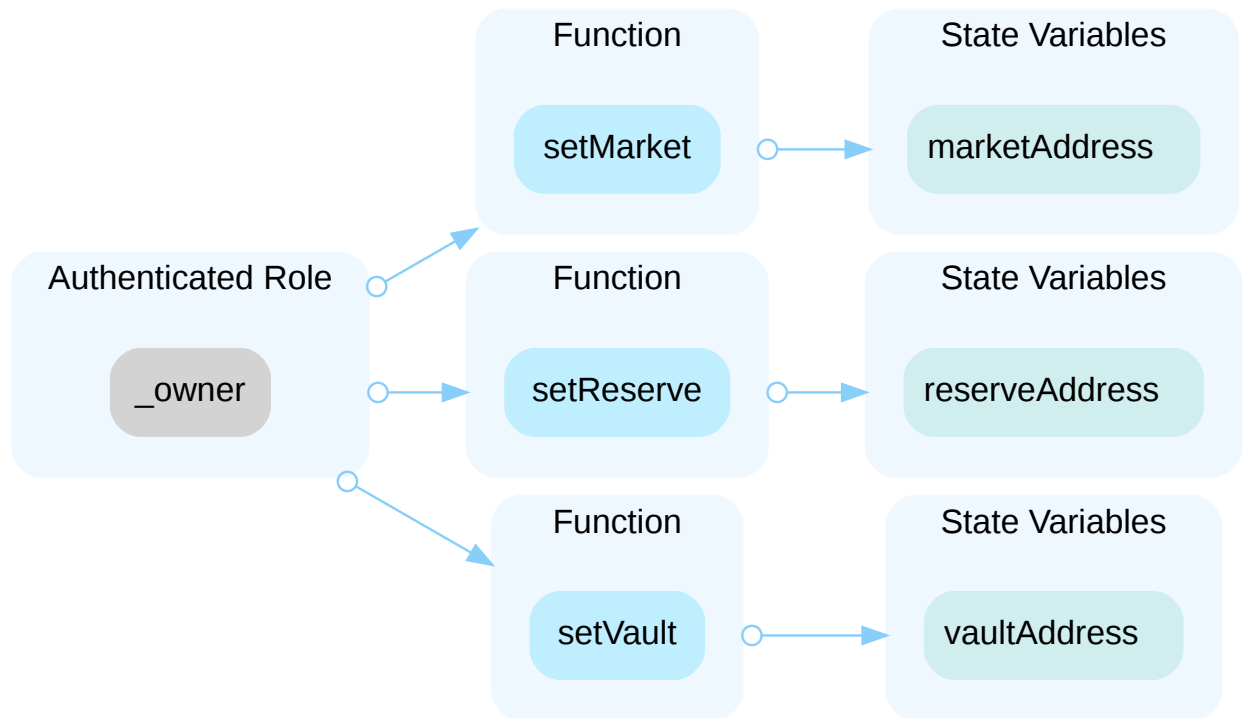 Function
setMarket
State Variables
marketAddress
Authenticated Role
_owner
Function
setReserve
State Variables
reserveAddress
Function
setVault
State Variables
vaultAddress